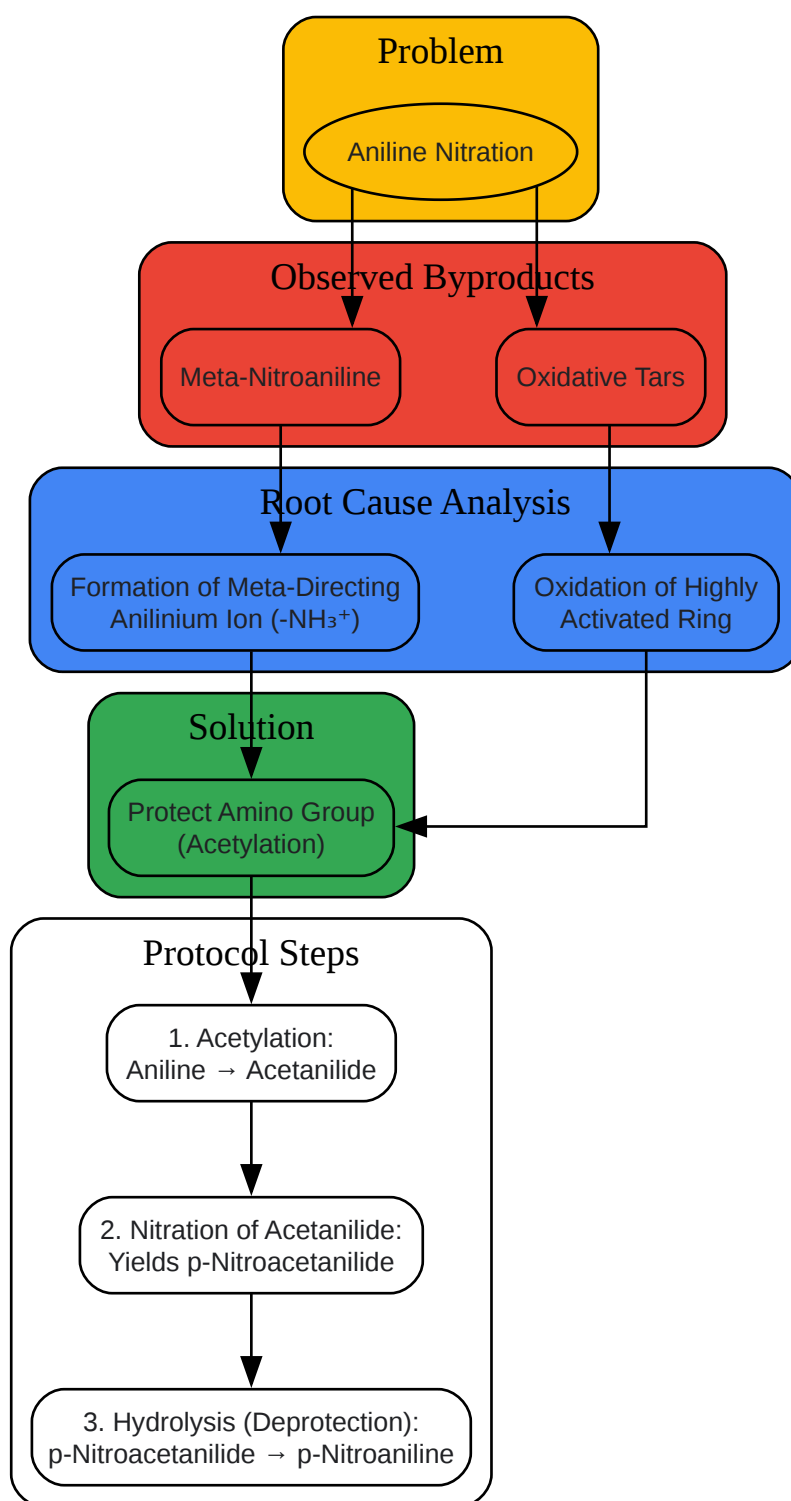 Problem
Aniline Nitration
Observed Byproducts
Meta-Nitroaniline
Oxidative Tars
Root Cause Analysis
Formation of Meta-Directing
Anilinium Ion (-NH₃⁺)
Oxidation of Highly
Activated Ring
Solution
Protect Amino Group
(Acetylation)
Protocol Steps
1. Acetylation:
Aniline → Acetanilide
2. Nitration of Acetanilide:
Yields p-Nitroacetanilide
3. Hydrolysis (Deprotection):
p-Nitroacetanilide → p-Nitroaniline